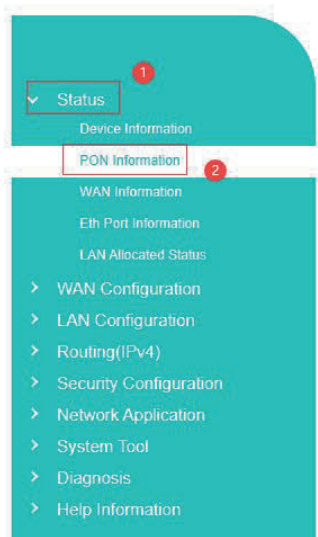 1
Status
Device Information
PON Information
2
WAN Information
Eth Port Information
LAN Allocated Status
WAN Configuration
LAN Configuration
Routing(IPv4)
Security Configuration
Network Application
System Tool
Diagnosis
Help Information